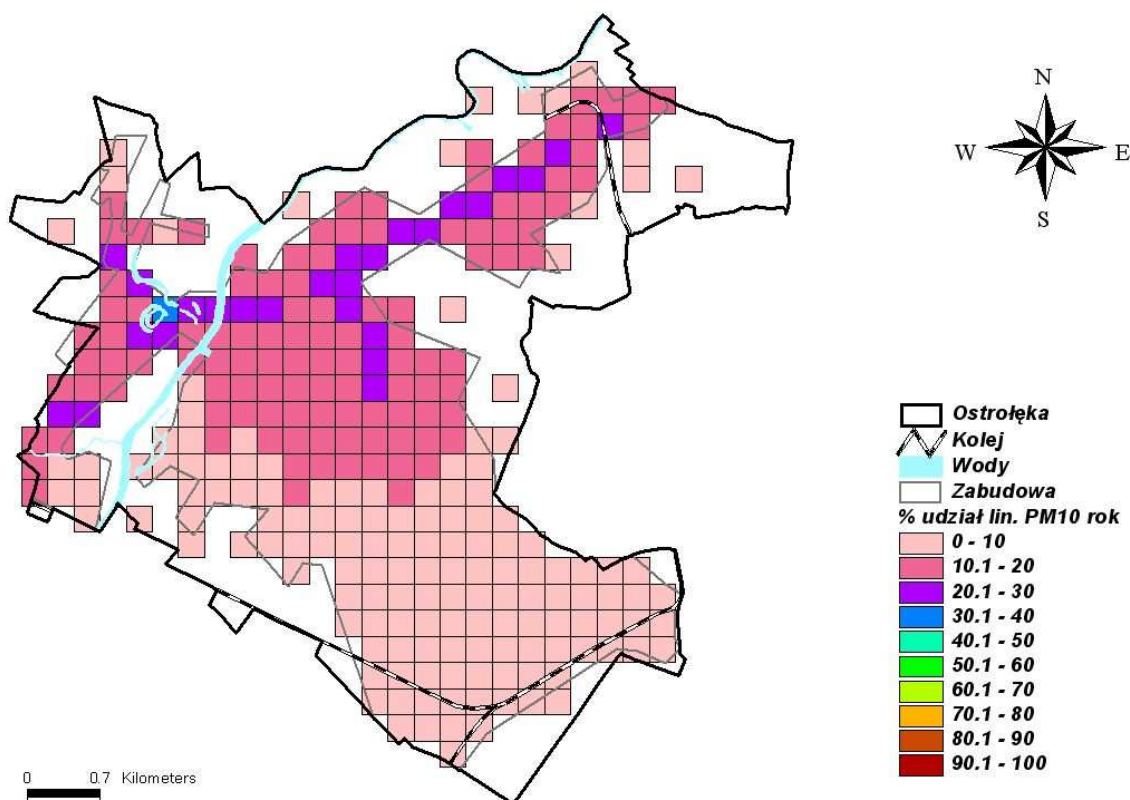 N
W E
S
Ostrołęka
Kolej
Wody
Zabudowa
% udział lin. PM10 rok
0 - 10
10.1 - 20
20.1 - 30
30.1 - 40
40.1 - 50
50.1 - 60
60.1 - 70
70.1 - 80
80.1 - 90
90.1 - 100
0 0.7 Kilometers